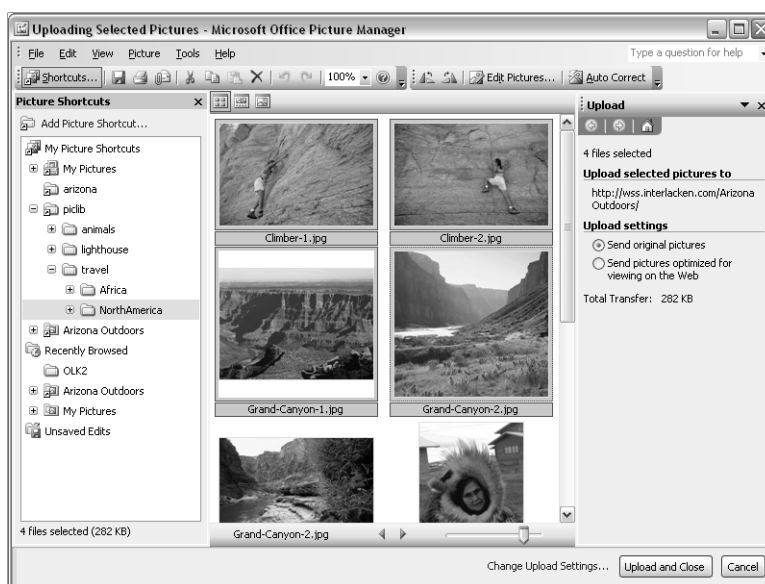 Uploading Selected Pictures - Microsoft Office Picture Manager
File Edit View Picture Tools Help
Type a question for help
Shortcuts...
100%
Edit Pictures...
Auto Correct
Picture Shortcuts
Add Picture Shortcut...
My Picture Shortcuts
My Pictures
arizona
piclib
animals
lighthouse
travel
Africa
NorthAmerica
Arizona Outdoors
Recently Browsed
OLK2
Arizona Outdoors
My Pictures
Unsaved Edits
4 files selected (282 KB)
Climber-1.jpg
Climber-2.jpg
Grand-Canyon-1.jpg
Grand-Canyon-2.jpg
Grand-Canyon-2.jpg
Upload
4 files selected
Upload selected pictures to
http://wss.interlacken.com/Arizona
Outdoors/
Upload settings
Send original pictures
Send pictures optimized for
viewing on the Web
Total Transfer: 282 KB
Change Upload Settings...
Upload and Close
Cancel